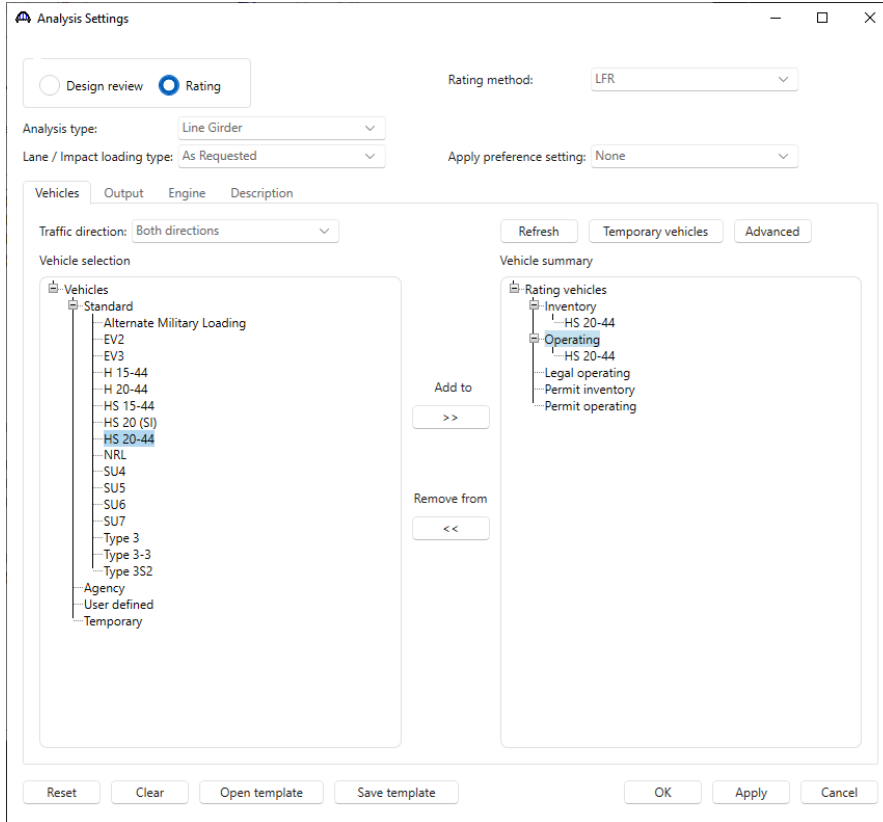 Analysis Settings
Design review
Rating
Rating method:
LFR
Analysis type:
Line Girder
Lane / Impact loading type:
As Requested
Apply preference setting:
None
Vehicles
Output
Engine
Description
Traffic direction:
Both directions
Refresh
Temporary vehicles
Advanced
Vehicle selection
Vehicles
Standard
Alternate Military Loading
EV2
EV3
H 15-44
H 20-44
HS 15-44
HS 20 (SI)
HS 20-44
NRL
SU4
SU5
SU6
SU7
Type 3
Type 3-3
Type 3S2
Agency
User defined
Temporary
Add to
>>
Remove from
<<
Vehicle summary
Rating vehicles
Inventory
HS 20-44
Operating
HS 20-44
Legal operating
Permit inventory
Permit operating
Reset
Clear
Open template
Save template
OK
Apply
Cancel